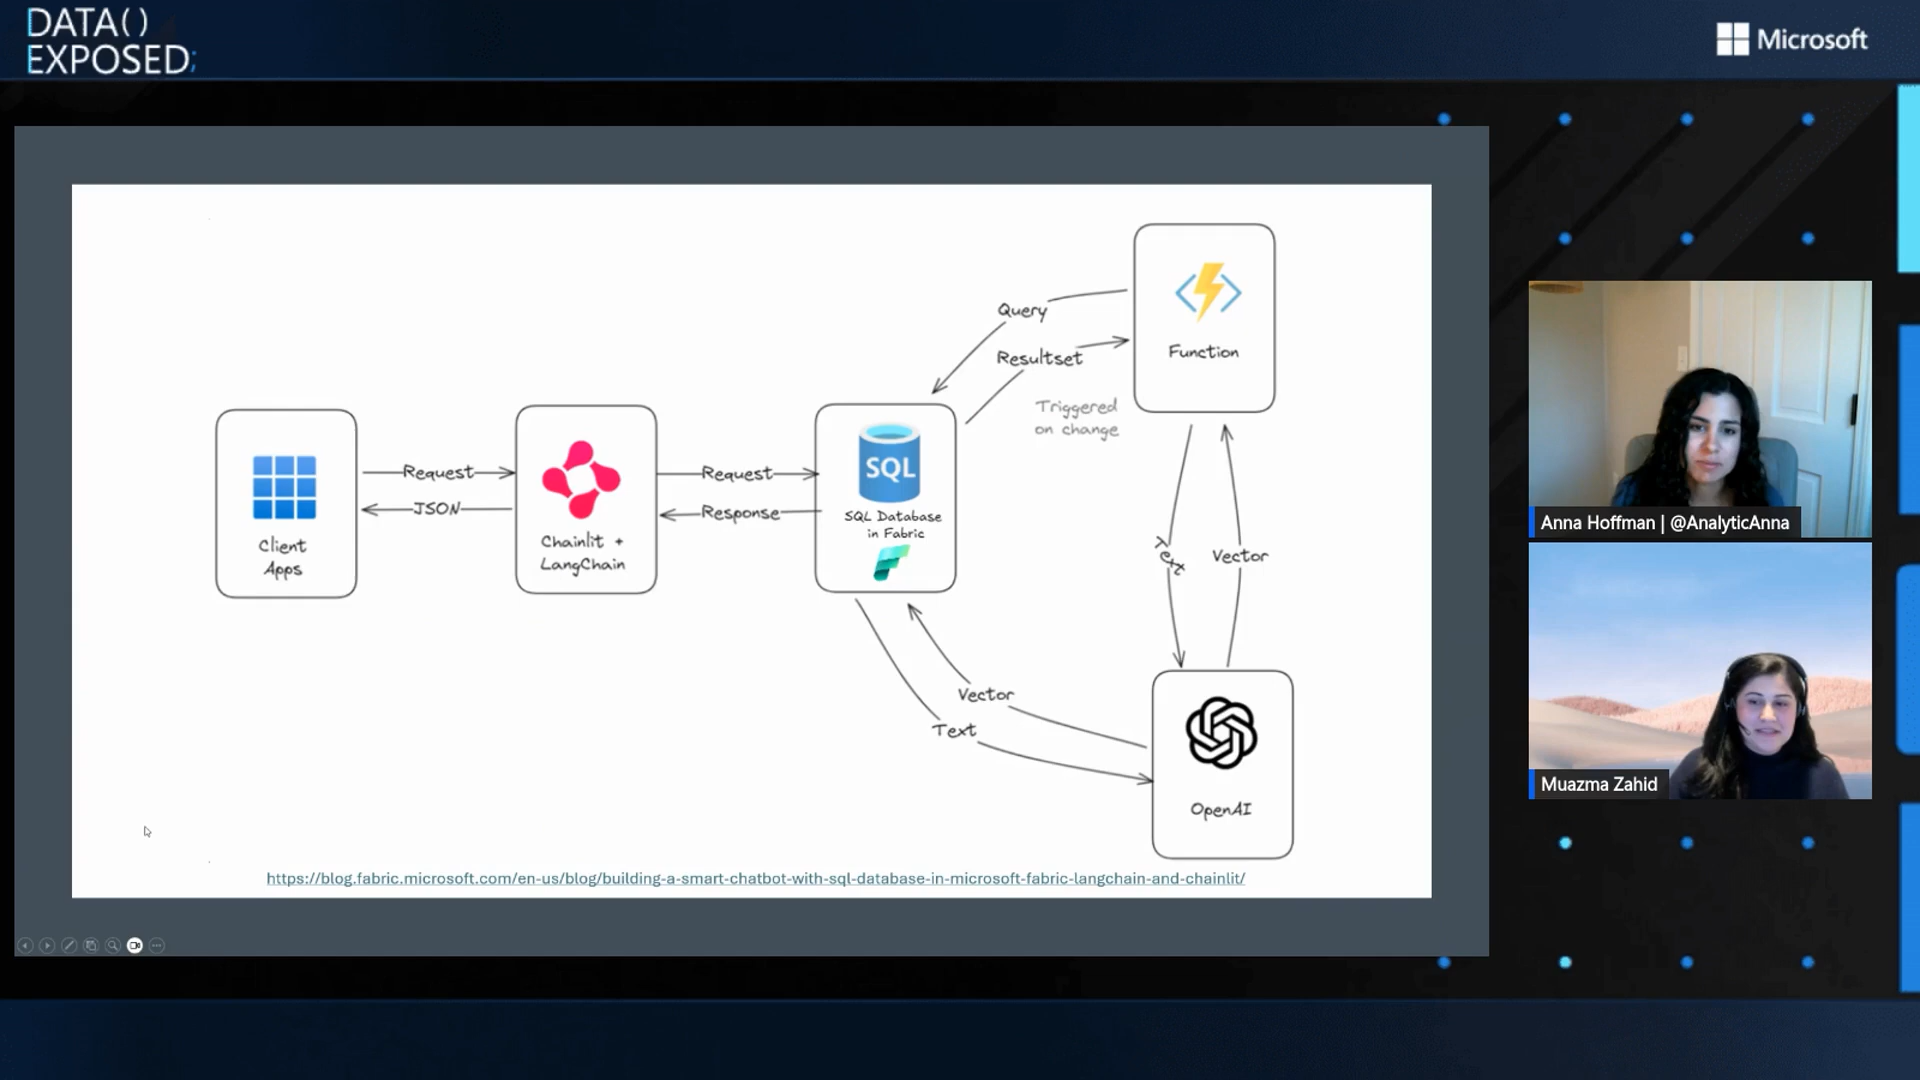 DATA()
EXPOSED;
Microsoft
Query
Resultset
Function
Triggered
on change
Request
JSON
Client
Apps
Chainlit +
LangChain
Request
Response
SQL
SQL Database
in Fabric
Text
Vector
Vector
Text
OpenAI
https://blog.fabric.microsoft.com/en-us/blog/building-a-smart-chatbot-with-sql-database-in-microsoft-fabric-langchain-and-chainlit/
Anna Hoffman | @AnalyticAnna
Muazma Zahid